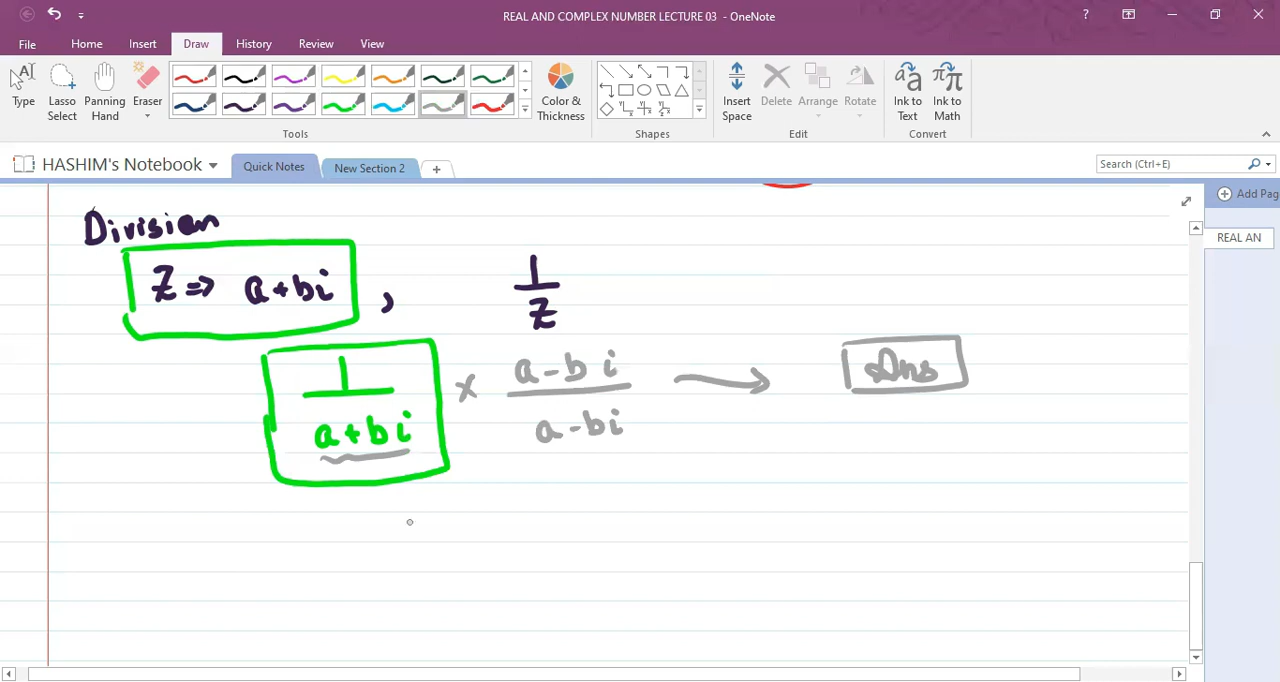 REAL AND COMPLEX NUMBER LECTURE 03 - OneNote
File Home Insert Draw History Review View
Type Lasso Select Panning Hand Eraser Color & Thickness Insert Space Delete Arrange Rotate Ink to Text Ink to Math
Tools Shapes Edit Convert
HASHIM's Notebook Quick Notes New Section 2 Search (Ctrl+E)
Add Pag
REAL AN
Division
Z ⇒ a+bi , 1/Z
1/(a+bi) × (a-bi)/(a-bi) → Ans